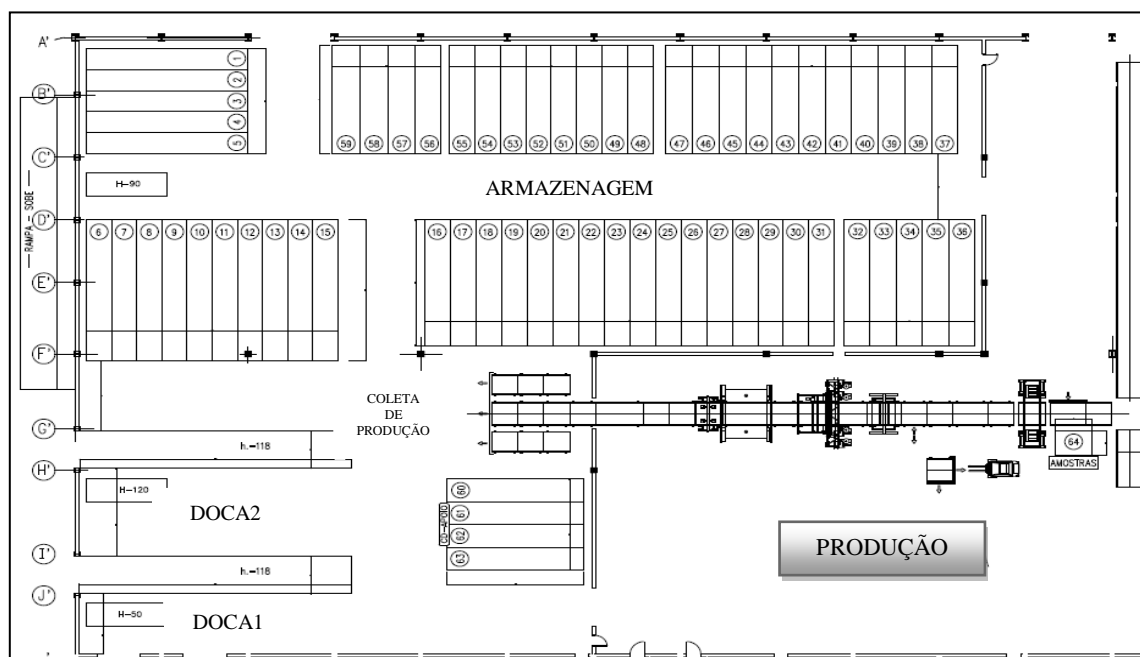 A'
B'
C'
D'
E'
F'
G'
H'
I'
J'
RAMPA - SOBE
1
2
3
4
5
59 58 57 56 55 54 53 52 51 50 49 48 47 46 45 44 43 42 41 40 39 38 37
H-90
ARMAZENAGEM
6 7 8 9 10 11 12 13 14 15 16 17 18 19 20 21 22 23 24 25 26 27 28 29 30 31 32 33 34 35 36
COLETA
DE
PRODUÇÃO
64
AMOSTRAS
h.-118
H-120
DOCA2
CD-APOIO
60
61
62
63
PRODUÇÃO
h.-118
H-50
DOCA1